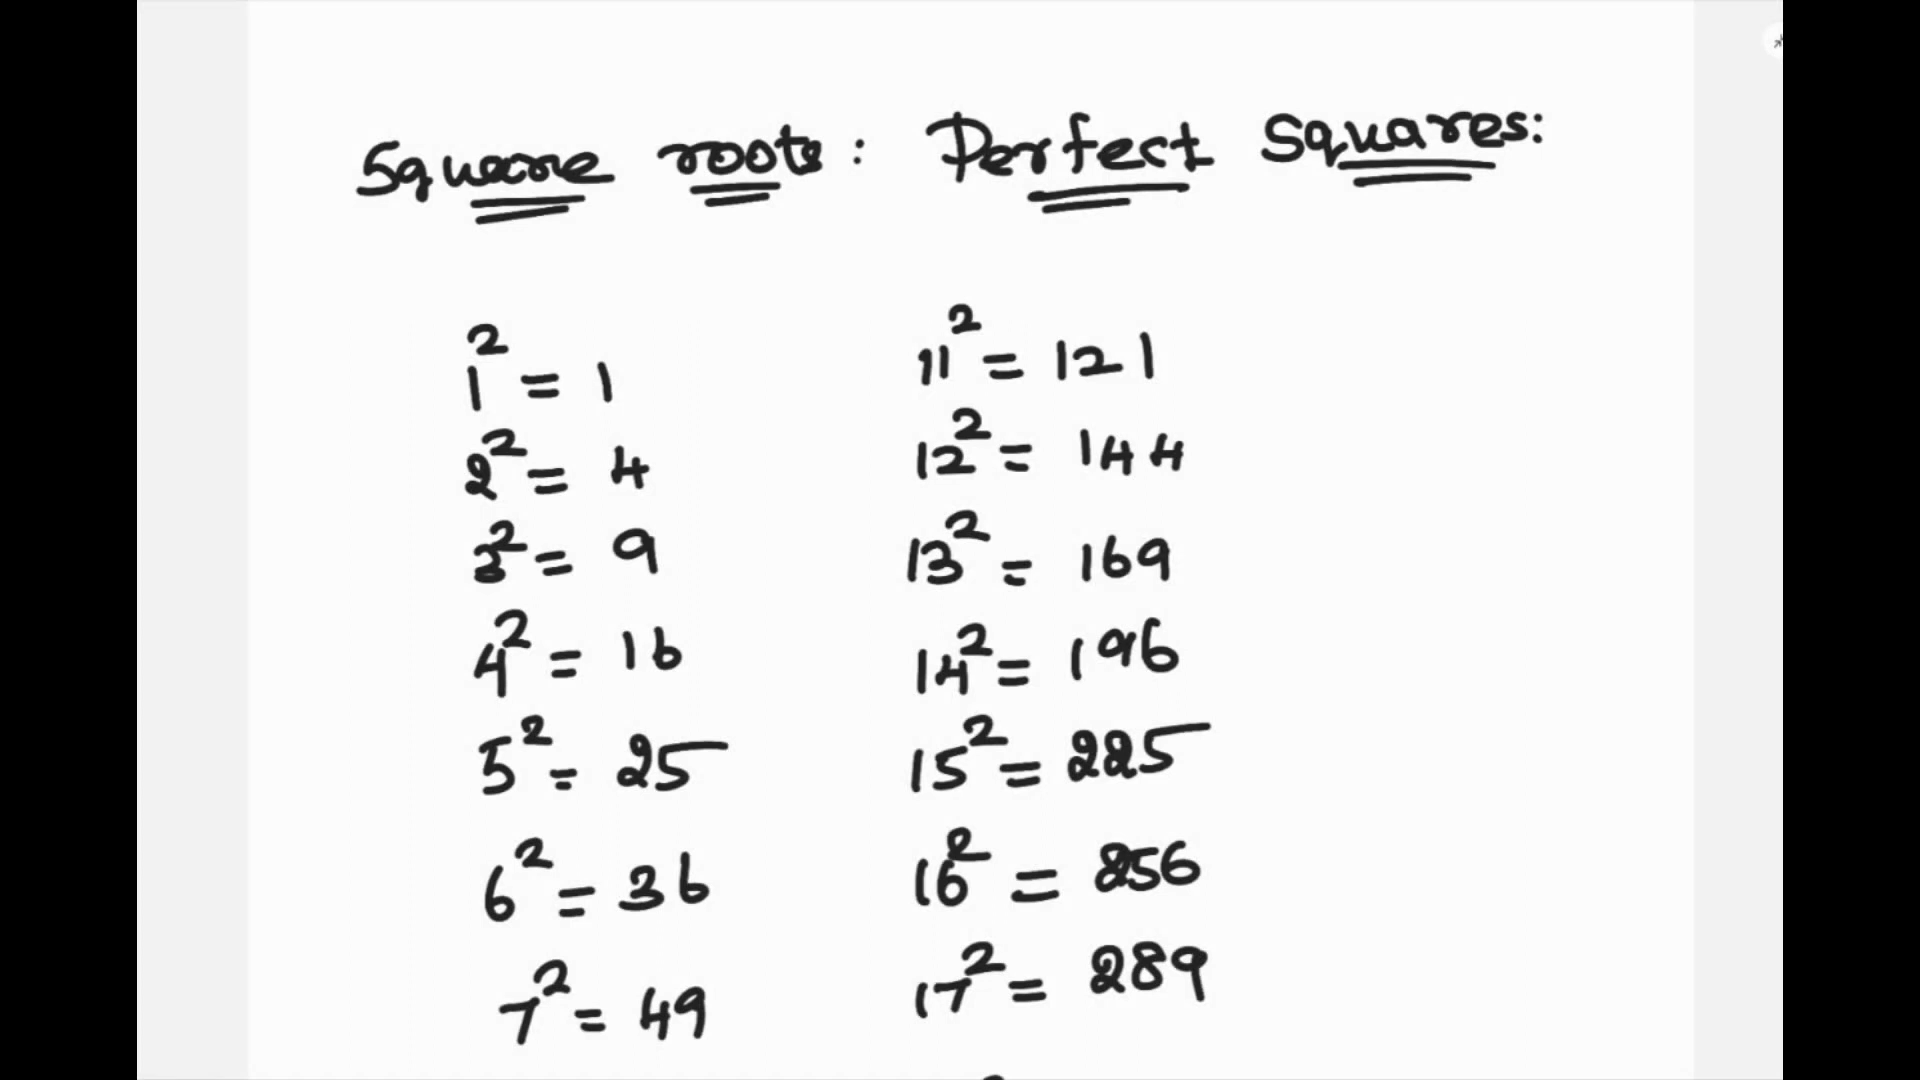 Square roots: Perfect Squares:
1² = 1
2² = 4
3² = 9
4² = 16
5² = 25
6² = 36
7² = 49
11² = 121
12² = 144
13² = 169
14² = 196
15² = 225
16² = 256
17² = 289